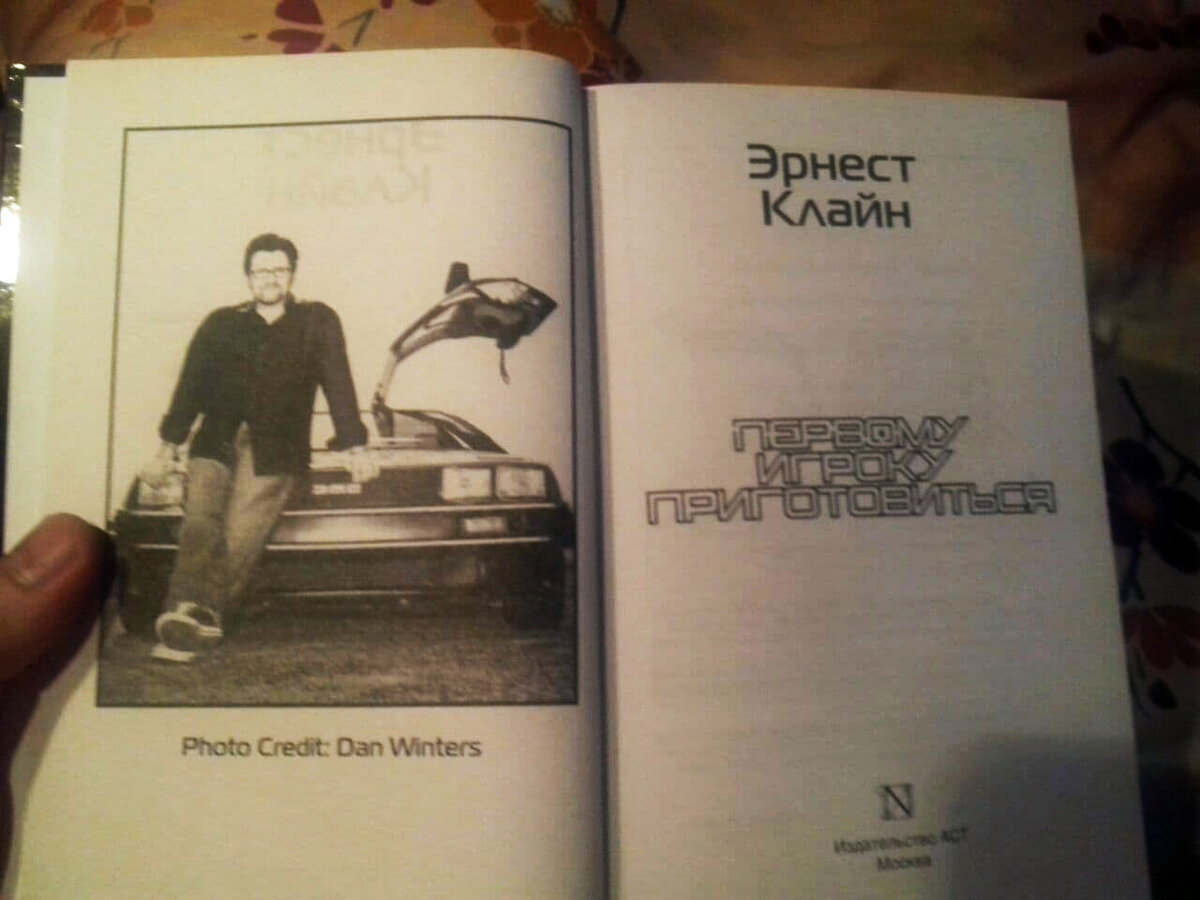 Photo Credit: Dan Winters
Эрнест
Клайн
ПЕРВОМУ
ИГРОКУ
ПРИГОТОВИТЬСЯ
N
Издательство АСТ
Москва